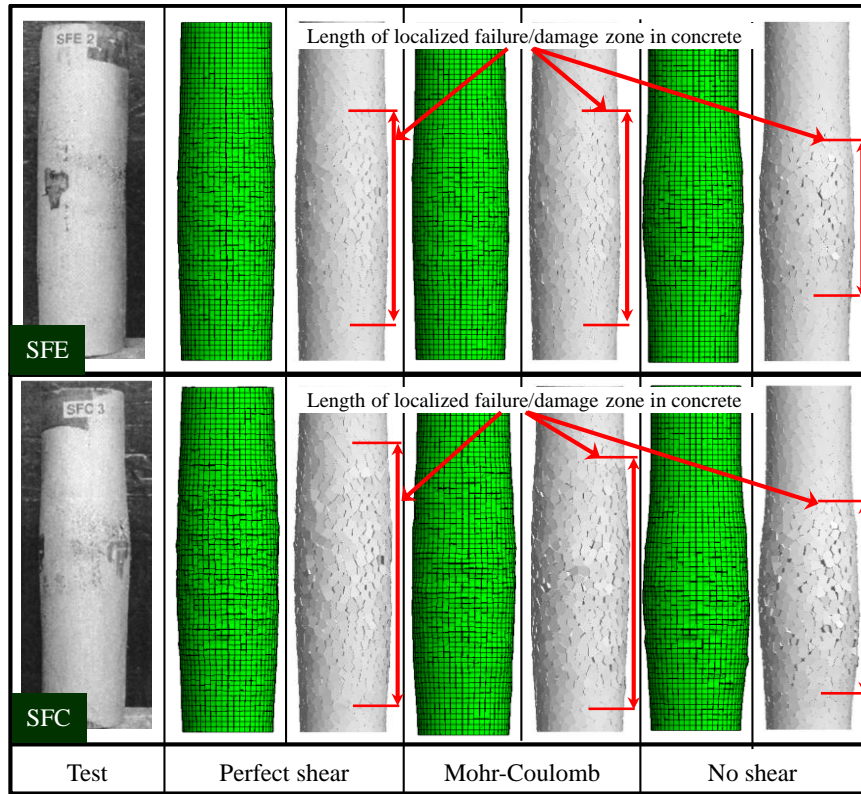 SFE 2
Length of localized failure/damage zone in concrete
SFE
SFC 3
Length of localized failure/damage zone in concrete
SFC
Test
Perfect shear
Mohr-Coulomb
No shear